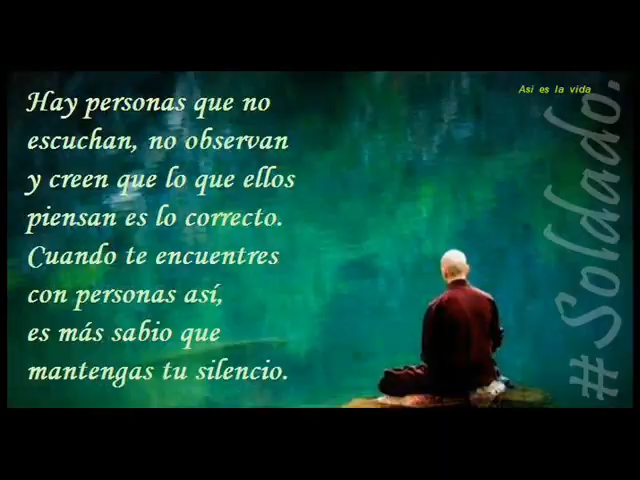 Hay personas que no
escuchan, no observan
y creen que lo que ellos
piensan es lo correcto.
Cuando te encuentres
con personas así,
es más sabio que
mantengas tu silencio.
Asi es la vida
#Soldado.